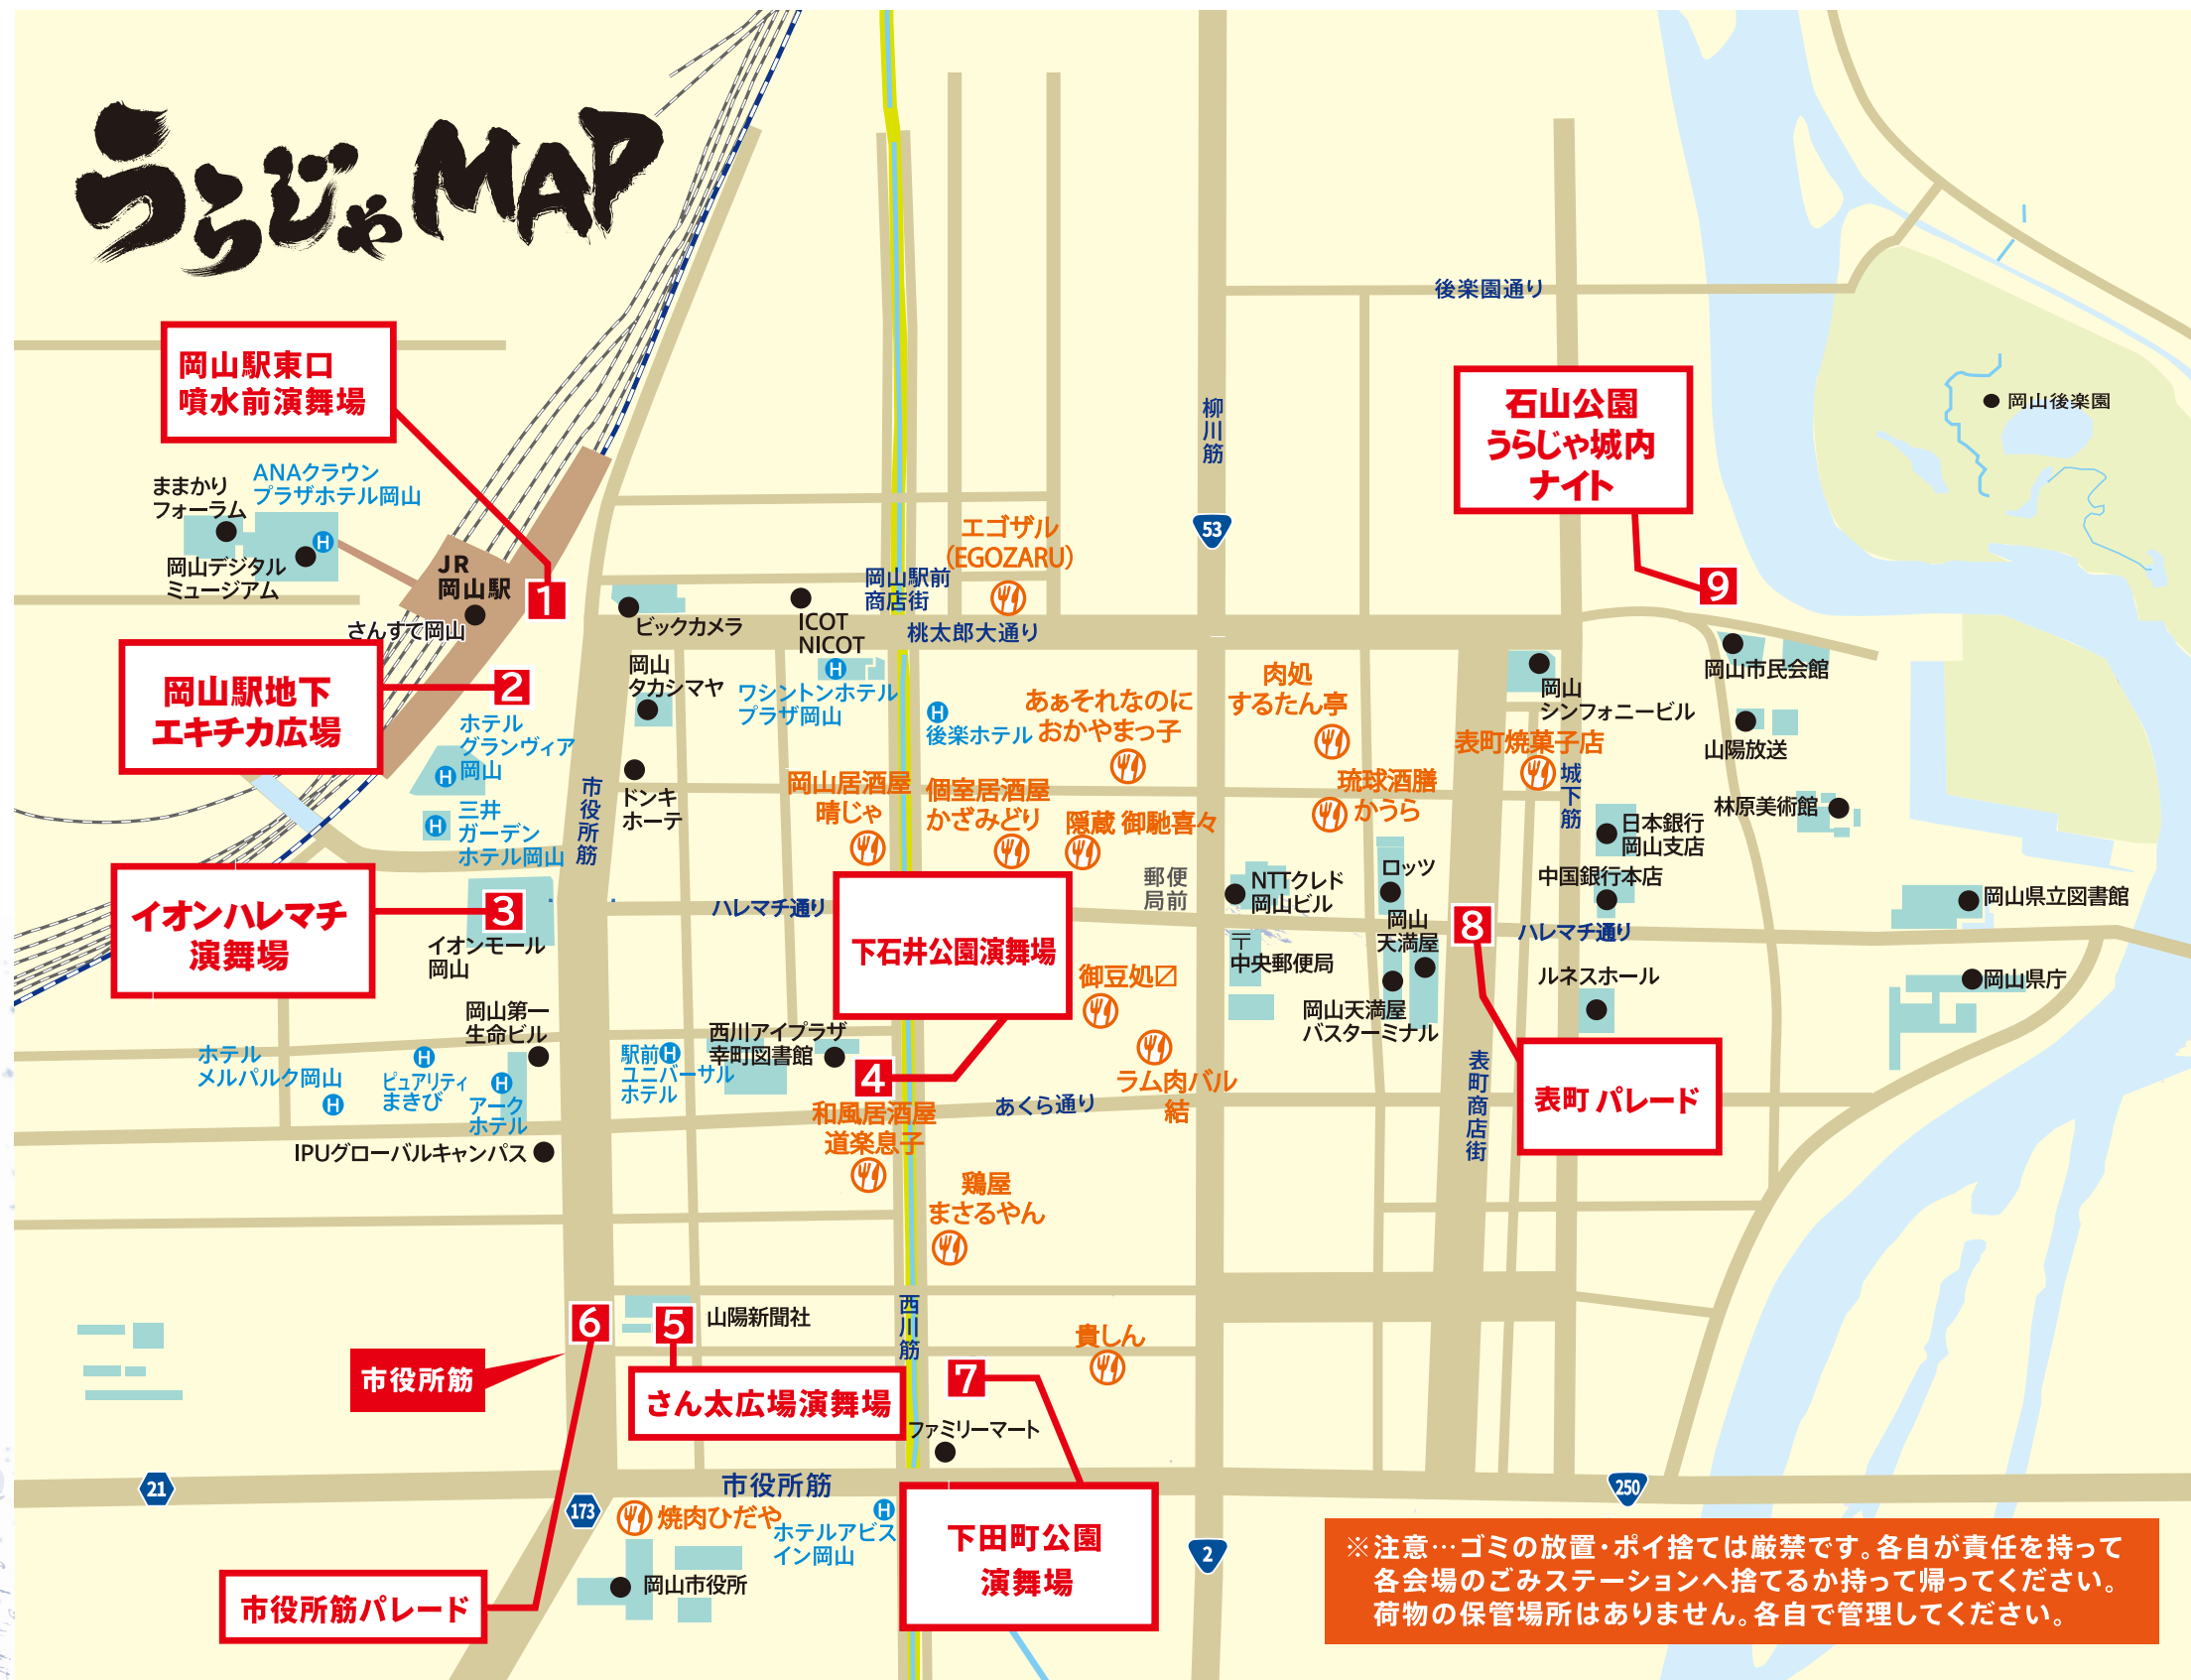 うらじゃMAP
後楽園通り
岡山駅東口
噴水前演舞場
石山公園
うらじゃ城内
ナイト
岡山後楽園
柳川筋
ANAクラウン
プラザホテル岡山
ままかり
フォーラム
岡山デジタル
ミュージアム
53
エゴザル
(EGOZARU)
JR
岡山駅
1
9
岡山駅前
商店街
さんすて岡山
ビックカメラ
ICOT
NICOT
桃太郎大通り
岡山駅地下
エキチカ広場
2
岡山
タカシマヤ
ワシントンホテル
プラザ岡山
後楽ホテル
あぁそれなのに
おかやまっ子
肉処
するたん亭
岡山
シンフォニービル
岡山市民会館
山陽放送
ホテル
グランヴィア
岡山
表町焼菓子店
三井
ガーデン
ホテル岡山
市役所筋
ドンキ
ホーテ
岡山居酒屋
晴じゃ
個室居酒屋
かざみどり
隠蔵 御馳喜々
琉球酒膳
かうら
城下筋
林原美術館
日本銀行
岡山支店
中国銀行本店
イオンハレマチ
演舞場
3
イオンモール
岡山
ハレマチ通り
下石井公園演舞場
郵便
局前
NTTクレド
岡山ビル
ロッツ
岡山
天満屋
8
ハレマチ通り
岡山県立図書館
〒
中央郵便局
御豆処〼
岡山天満屋
バスターミナル
ルネスホール
岡山県庁
岡山第一
生命ビル
西川アイプラザ
幸町図書館
4
駅前
ユニバーサル
ホテル
ホテル
メルパルク岡山
ピュアリティ
まきび
アーク
ホテル
ラム肉バル
結
表町商店街
表町 パレード
あくら通り
和風居酒屋
道楽息子
IPUグローバルキャンパス
鶏屋
まさるやん
6
5
山陽新聞社
西川筋
貴しん
市役所筋
さん太広場演舞場
7
ファミリーマート
21
173
市役所筋
250
焼肉ひだや
ホテルアビス
イン岡山
下田町公園
演舞場
2
岡山市役所
市役所筋パレード
※注意…ゴミの放置・ポイ捨ては厳禁です。各自が責任を持って
各会場のごみステーションへ捨てるか持って帰ってください。
荷物の保管場所はありません。各自で管理してください。